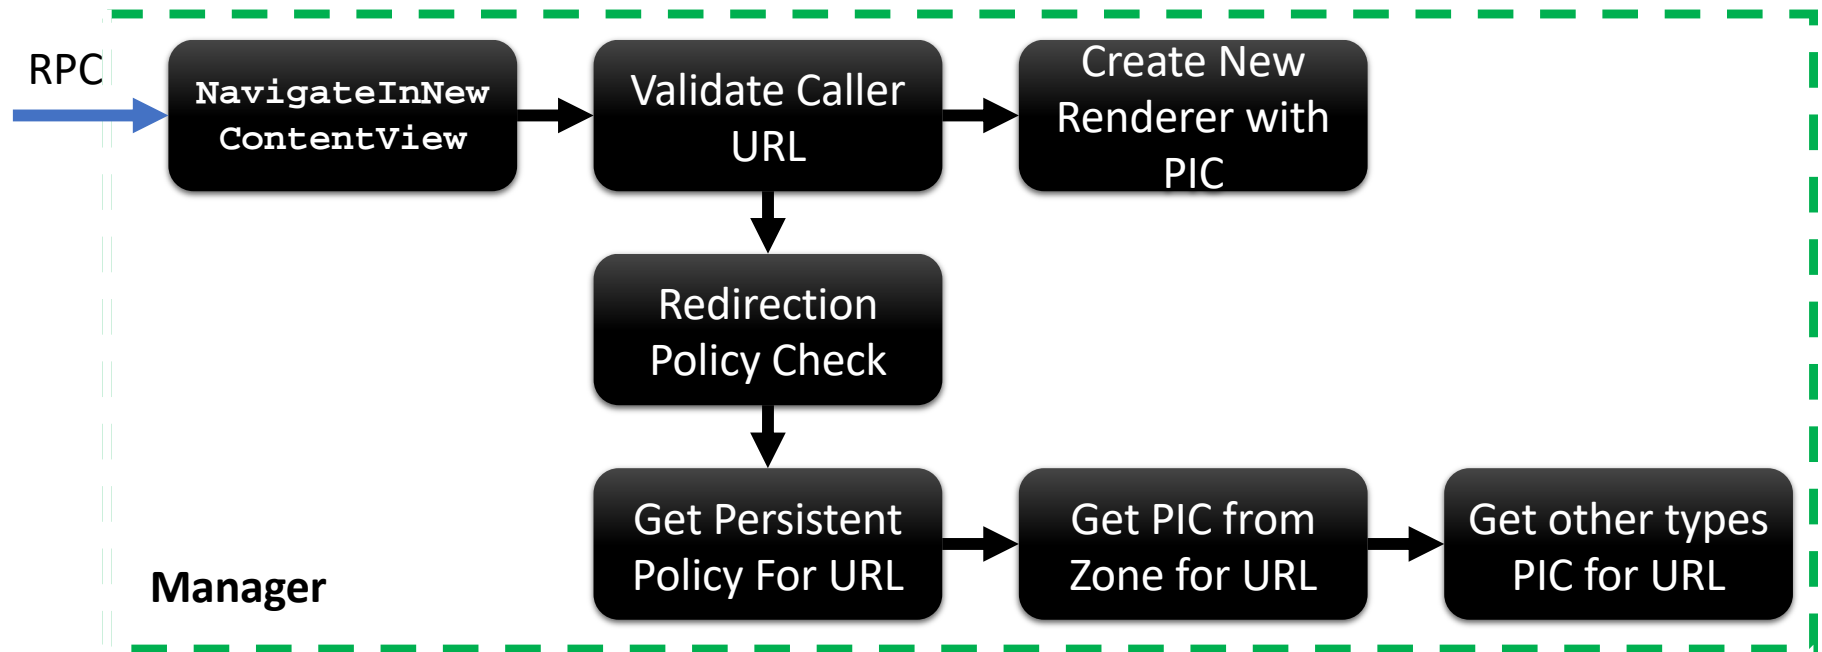 RPC
NavigateInNew
ContentView
Validate Caller
URL
Create New
Renderer with
PIC
Redirection
Policy Check
Get Persistent
Policy For URL
Get PIC from
Zone for URL
Get other types
PIC for URL
Manager